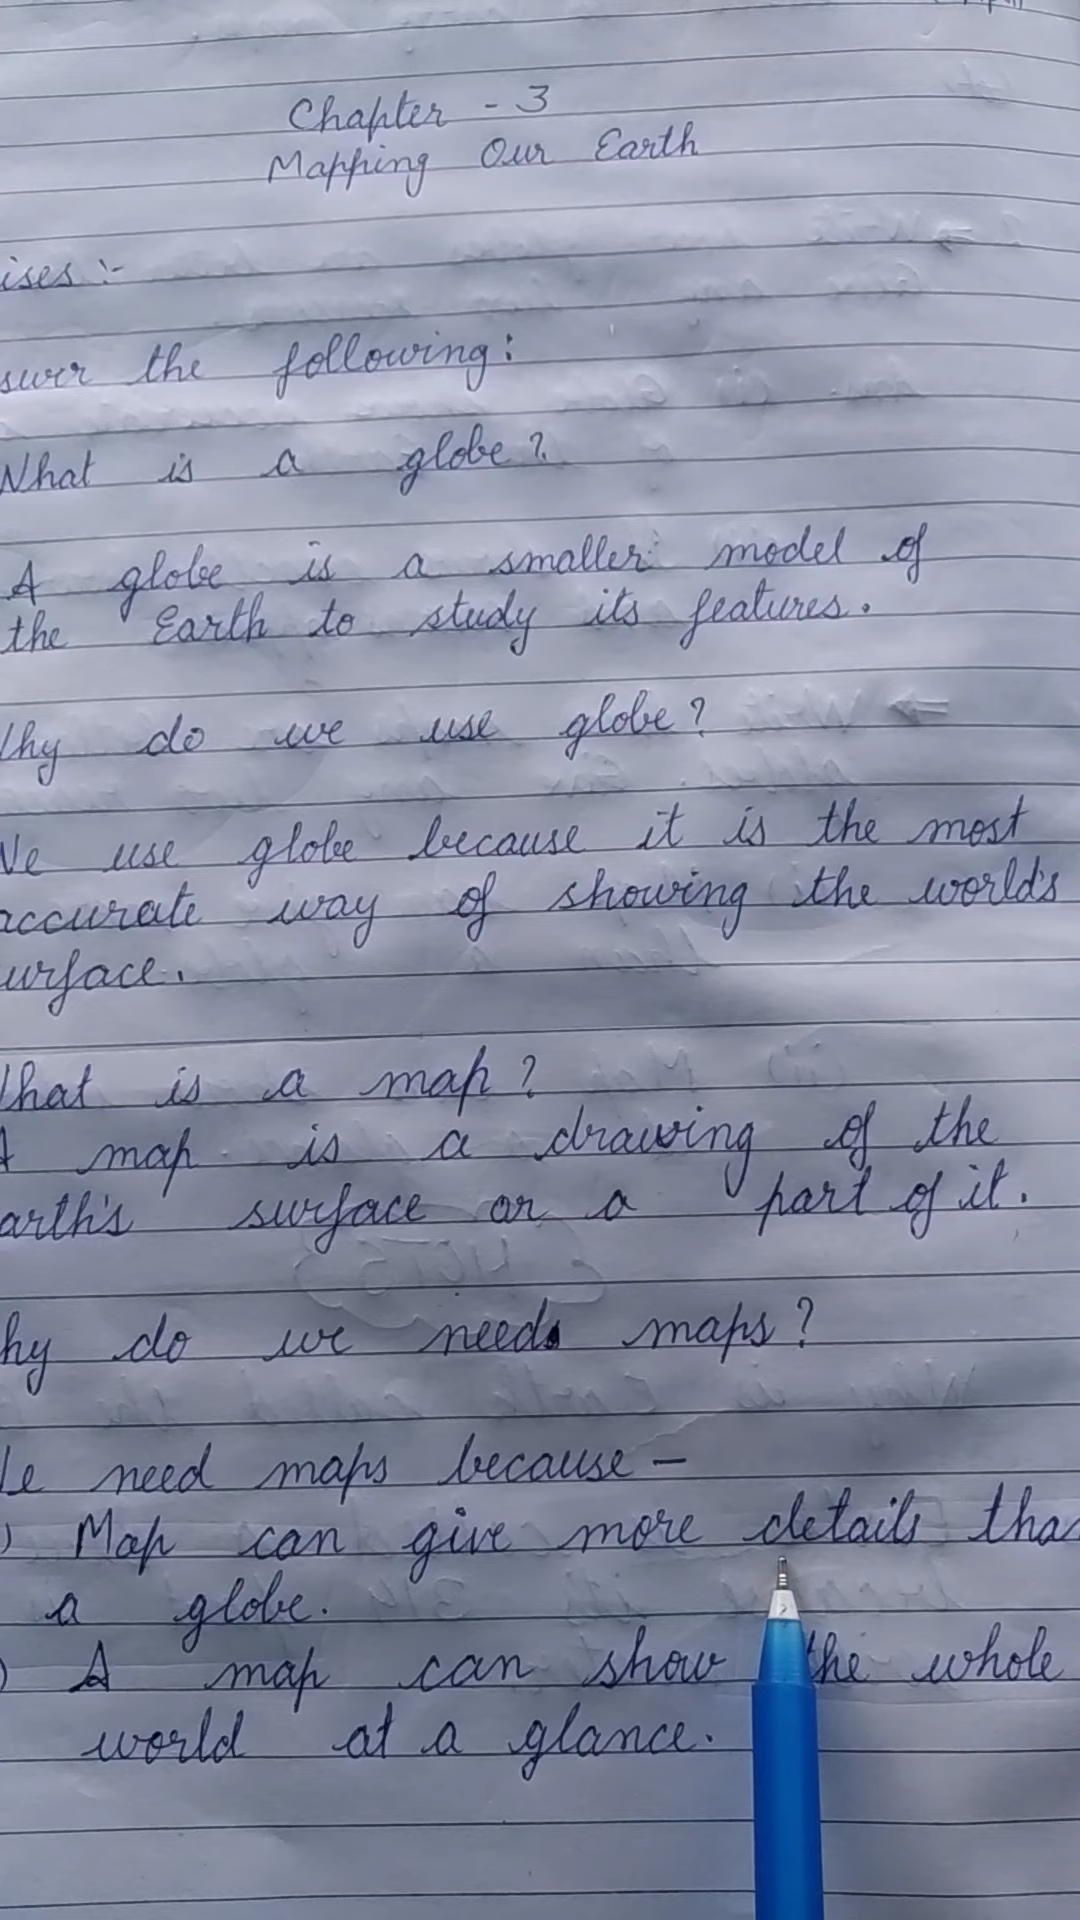 Chapter - 3
Mapping Our Earth
ises :-
swer the following:
What is a globe?
A globe is a smaller model of
the Earth to study its features.
hy do we use globe?
We use globe because it is the most
accurate way of showing the world's
urface.
hat is a map?
A map is a drawing of the
arth's surface or a part of it.
hy do we need maps?
e need maps because –
) Map can give more details tha
a globe.
) A map can show the whole
world at a glance.